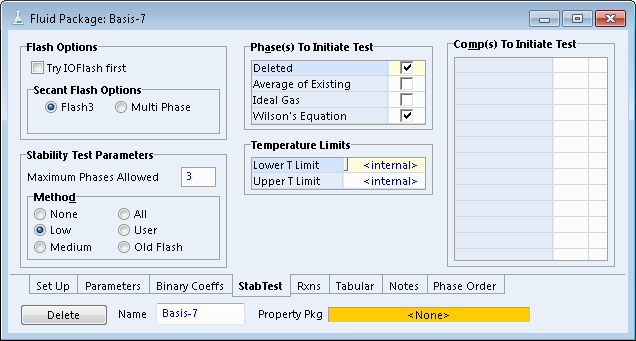 Fluid Package: Basis-7
Flash Options
Try IOFlash first
Secant Flash Options
Flash3
Multi Phase
Stability Test Parameters
Maximum Phases Allowed
3
Method
None
All
Low
User
Medium
Old Flash
Phase(s) To Initiate Test
Deleted
Average of Existing
Ideal Gas
Wilson's Equation
Temperature Limits
Lower T Limit
<internal>
Upper T Limit
<internal>
Comp(s) To Initiate Test
Set Up
Parameters
Binary Coeffs
StabTest
Rxns
Tabular
Notes
Phase Order
Delete
Name
Basis-7
Property Pkg
<None>